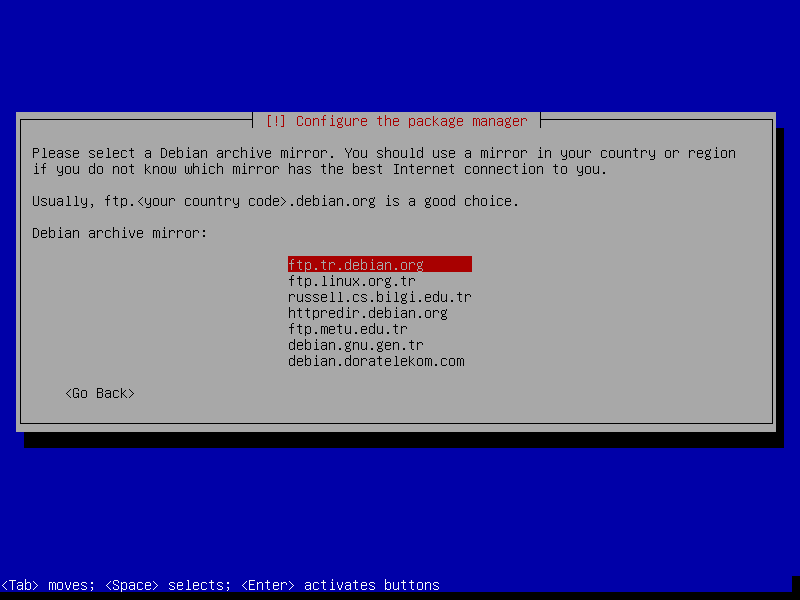 [!] Configure the package manager
Please select a Debian archive mirror. You should use a mirror in your country or region
if you do not know which mirror has the best Internet connection to you.
Usually, ftp.<your country code>.debian.org is a good choice.
Debian archive mirror:
ftp.tr.debian.org
ftp.linux.org.tr
russell.cs.bilgi.edu.tr
httpredir.debian.org
ftp.metu.edu.tr
debian.gnu.gen.tr
debian.doratelekom.com
<Go Back>
<Tab> moves; <Space> selects; <Enter> activates buttons